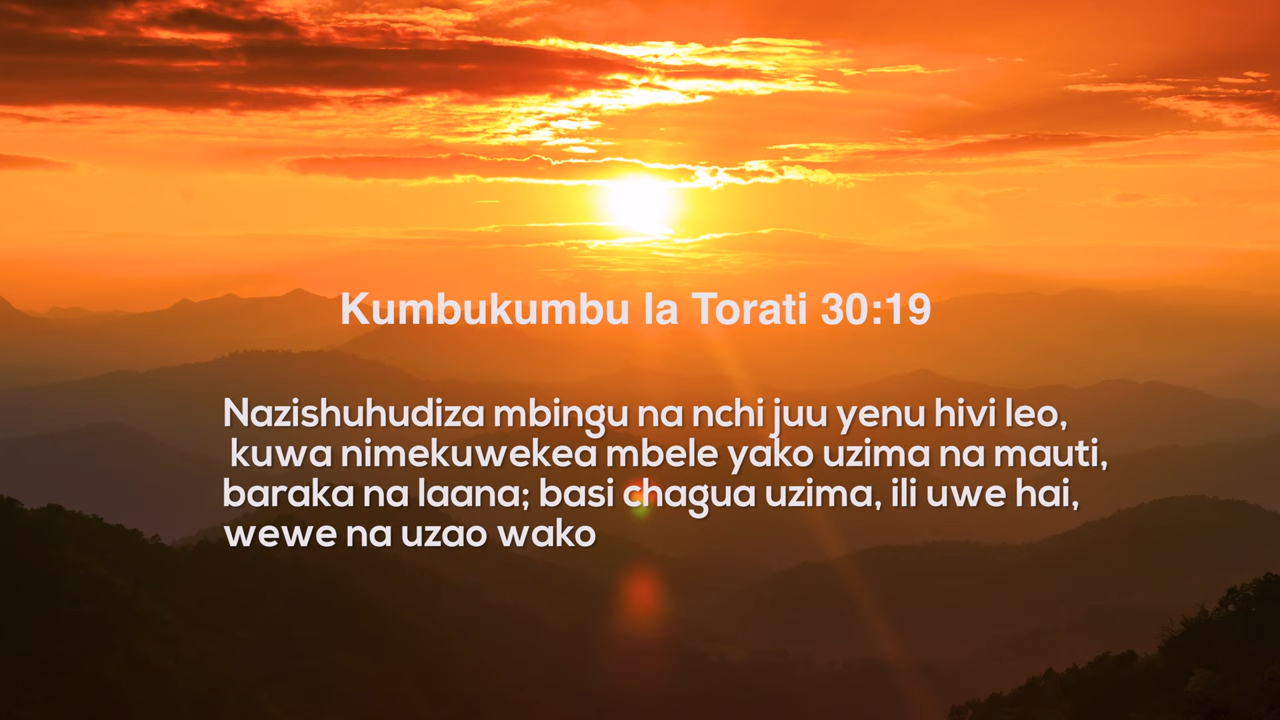 Kumbukumbu la Torati 30:19
Nazishuhudiza mbingu na nchi juu yenu hivi leo,
kuwa nimekuwekea mbele yako uzima na mauti,
baraka na laana; basi chagua uzima, ili uwe hai,
wewe na uzao wako